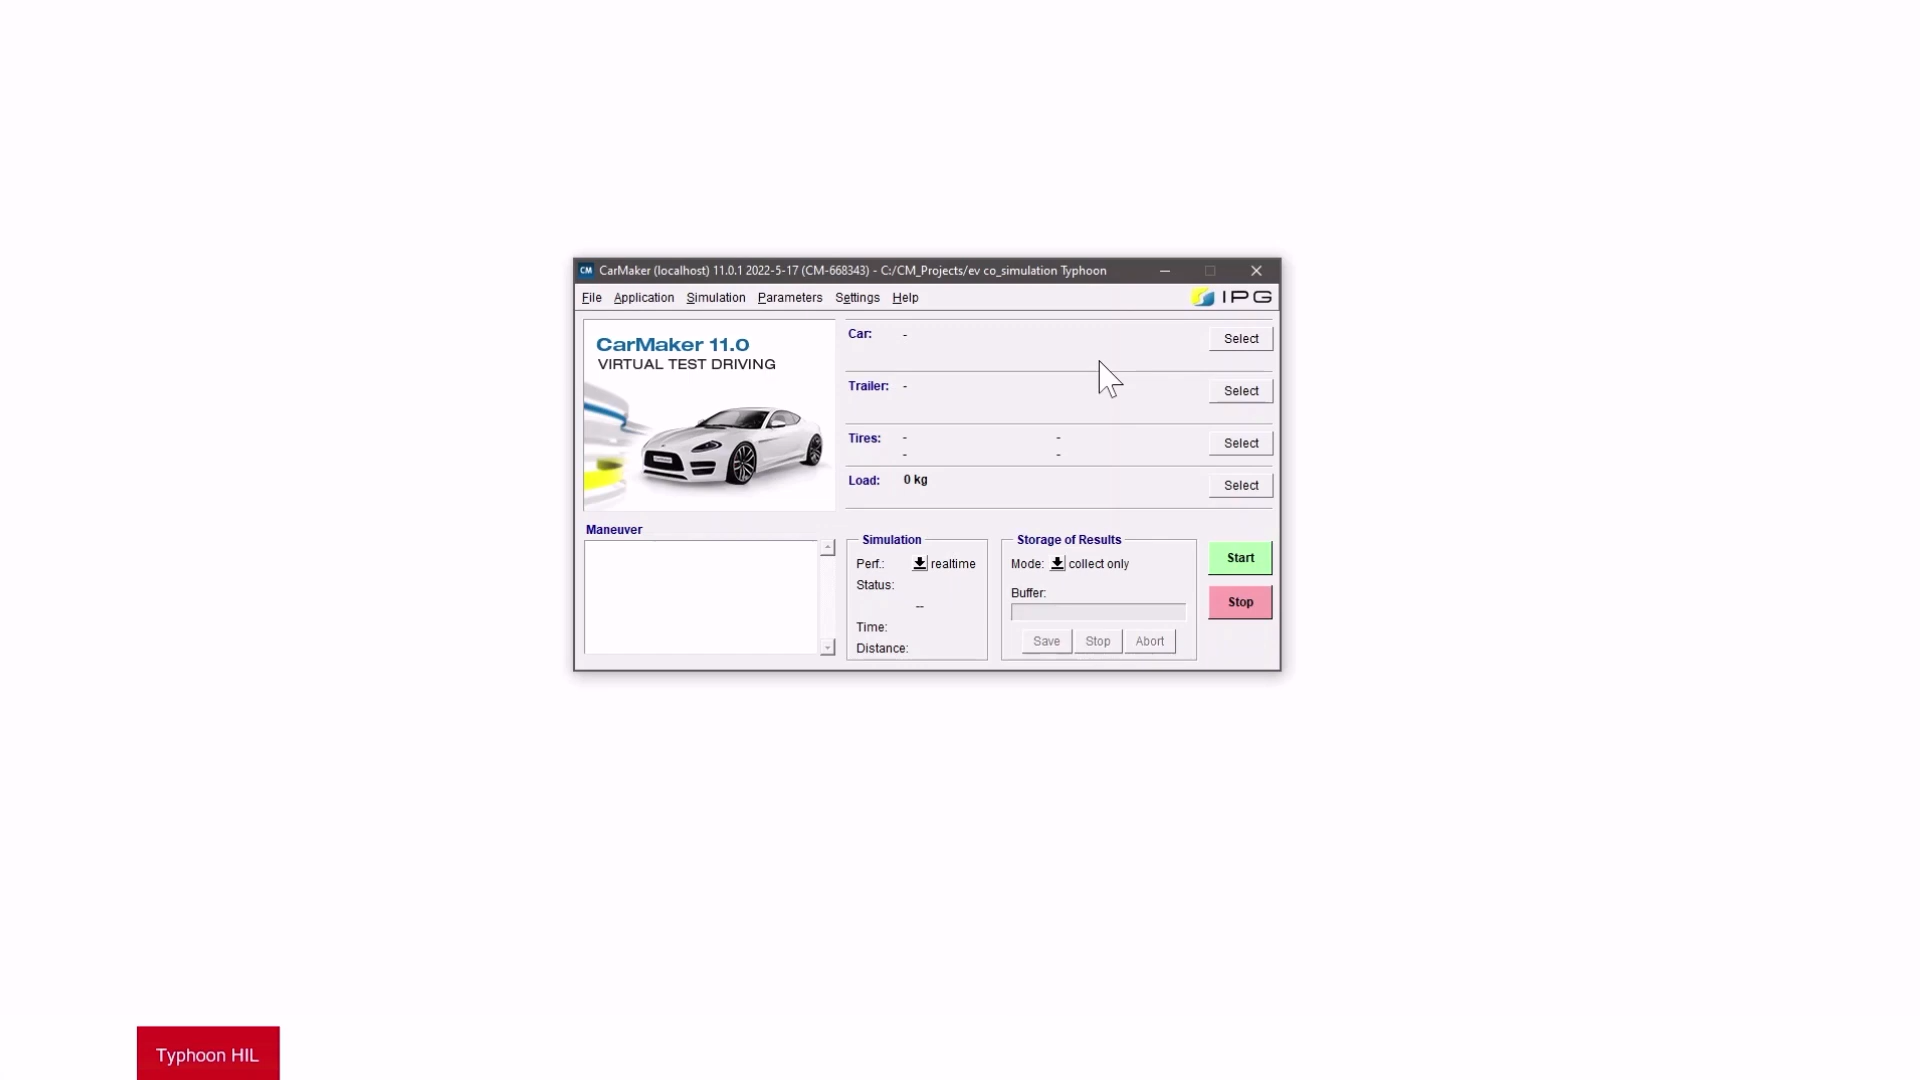 CM CarMaker (localhost) 11.0.1 2022-5-17 (CM-668343) - C:/CM_Projects/ev co_simulation Typhoon
File Application Simulation Parameters Settings Help
IPG
CarMaker 11.0
VIRTUAL TEST DRIVING
Car: - Select
Trailer: - Select
Tires: - - Select
- -
Load: 0 kg Select
Maneuver
Simulation
Perf.: realtime
Status:
--
Time:
Distance:
Storage of Results
Mode: collect only
Buffer:
Save Stop Abort
Start
Stop
Typhoon HIL